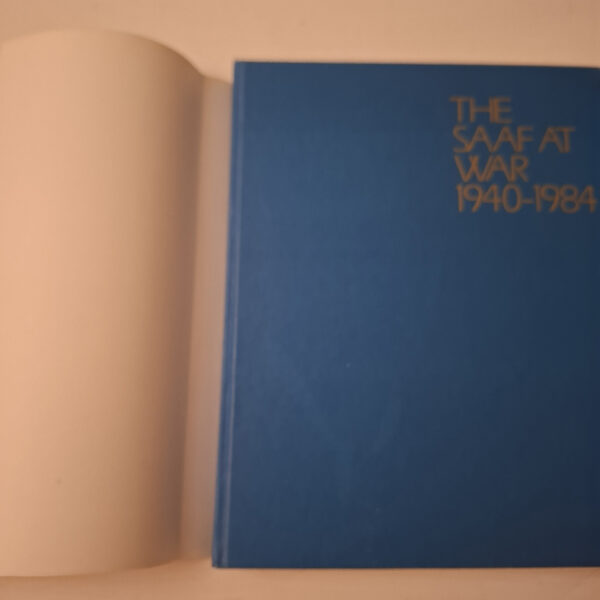 THE
SAAF AT
WAR
1940-1984